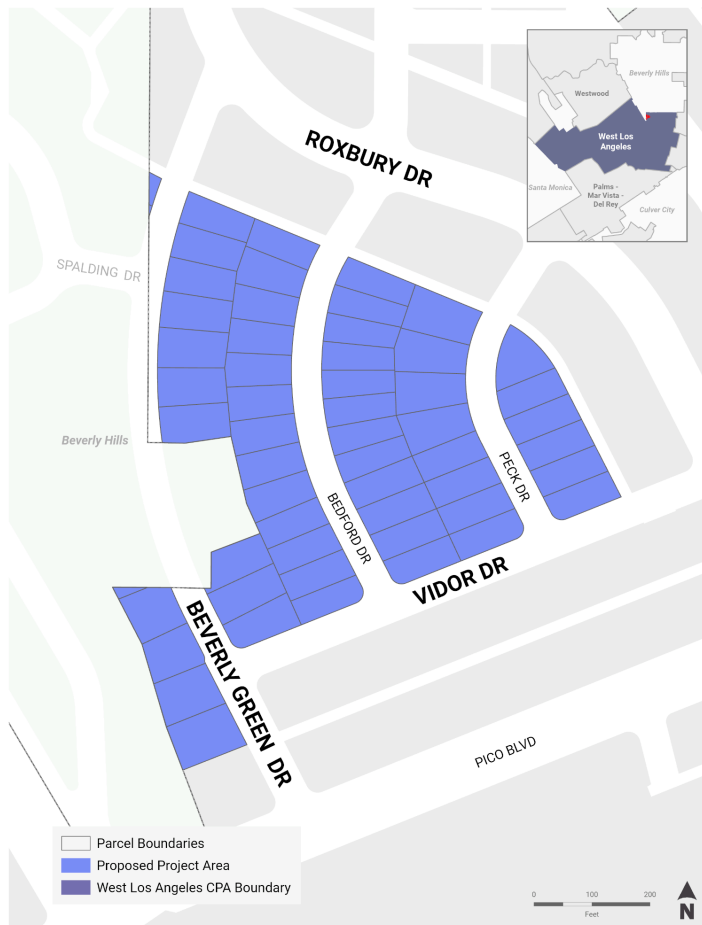 ROXBURY DR
Beverly Hills
Westwood
West Los
Angeles
Santa Monica
Palms -
Mar Vista -
Del Rey
Culver City
SPALDING DR
Beverly Hills
PECK DR
BEDFORD DR
VIDOR DR
BEVERLY GREEN DR
PICO BLVD
Parcel Boundaries
Proposed Project Area
West Los Angeles CPA Boundary
0 100 200
Feet
N